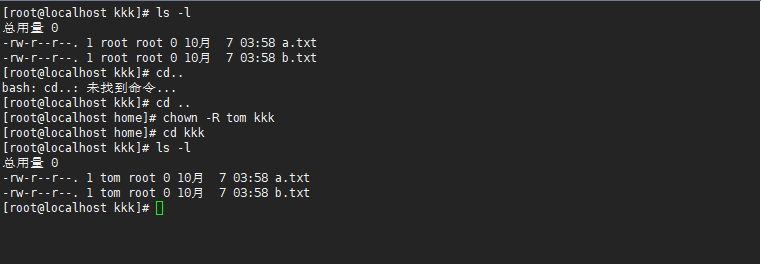 [root@localhost kkk]# ls -l
总用量 0
-rw-r--r--. 1 root root 0 10月  7 03:58 a.txt
-rw-r--r--. 1 root root 0 10月  7 03:58 b.txt
[root@localhost kkk]# cd..
bash: cd..: 未找到命令...
[root@localhost kkk]# cd ..
[root@localhost home]# chown -R tom kkk
[root@localhost home]# cd kkk
[root@localhost kkk]# ls -l
总用量 0
-rw-r--r--. 1 tom root 0 10月  7 03:58 a.txt
-rw-r--r--. 1 tom root 0 10月  7 03:58 b.txt
[root@localhost kkk]#